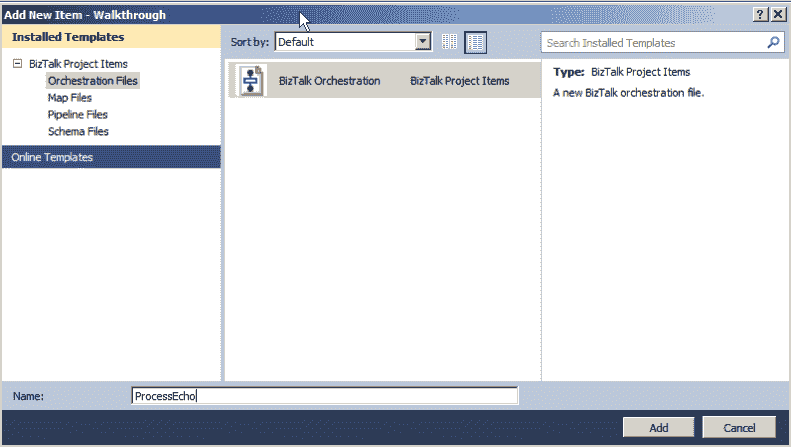 Add New Item - Walkthrough
Installed Templates
BizTalk Project Items
Orchestration Files
Map Files
Pipeline Files
Schema Files
Online Templates
Sort by: Default
Search Installed Templates
BizTalk Orchestration BizTalk Project Items
Type: BizTalk Project Items
A new BizTalk orchestration file.
Name: ProcessEcho
Add Cancel